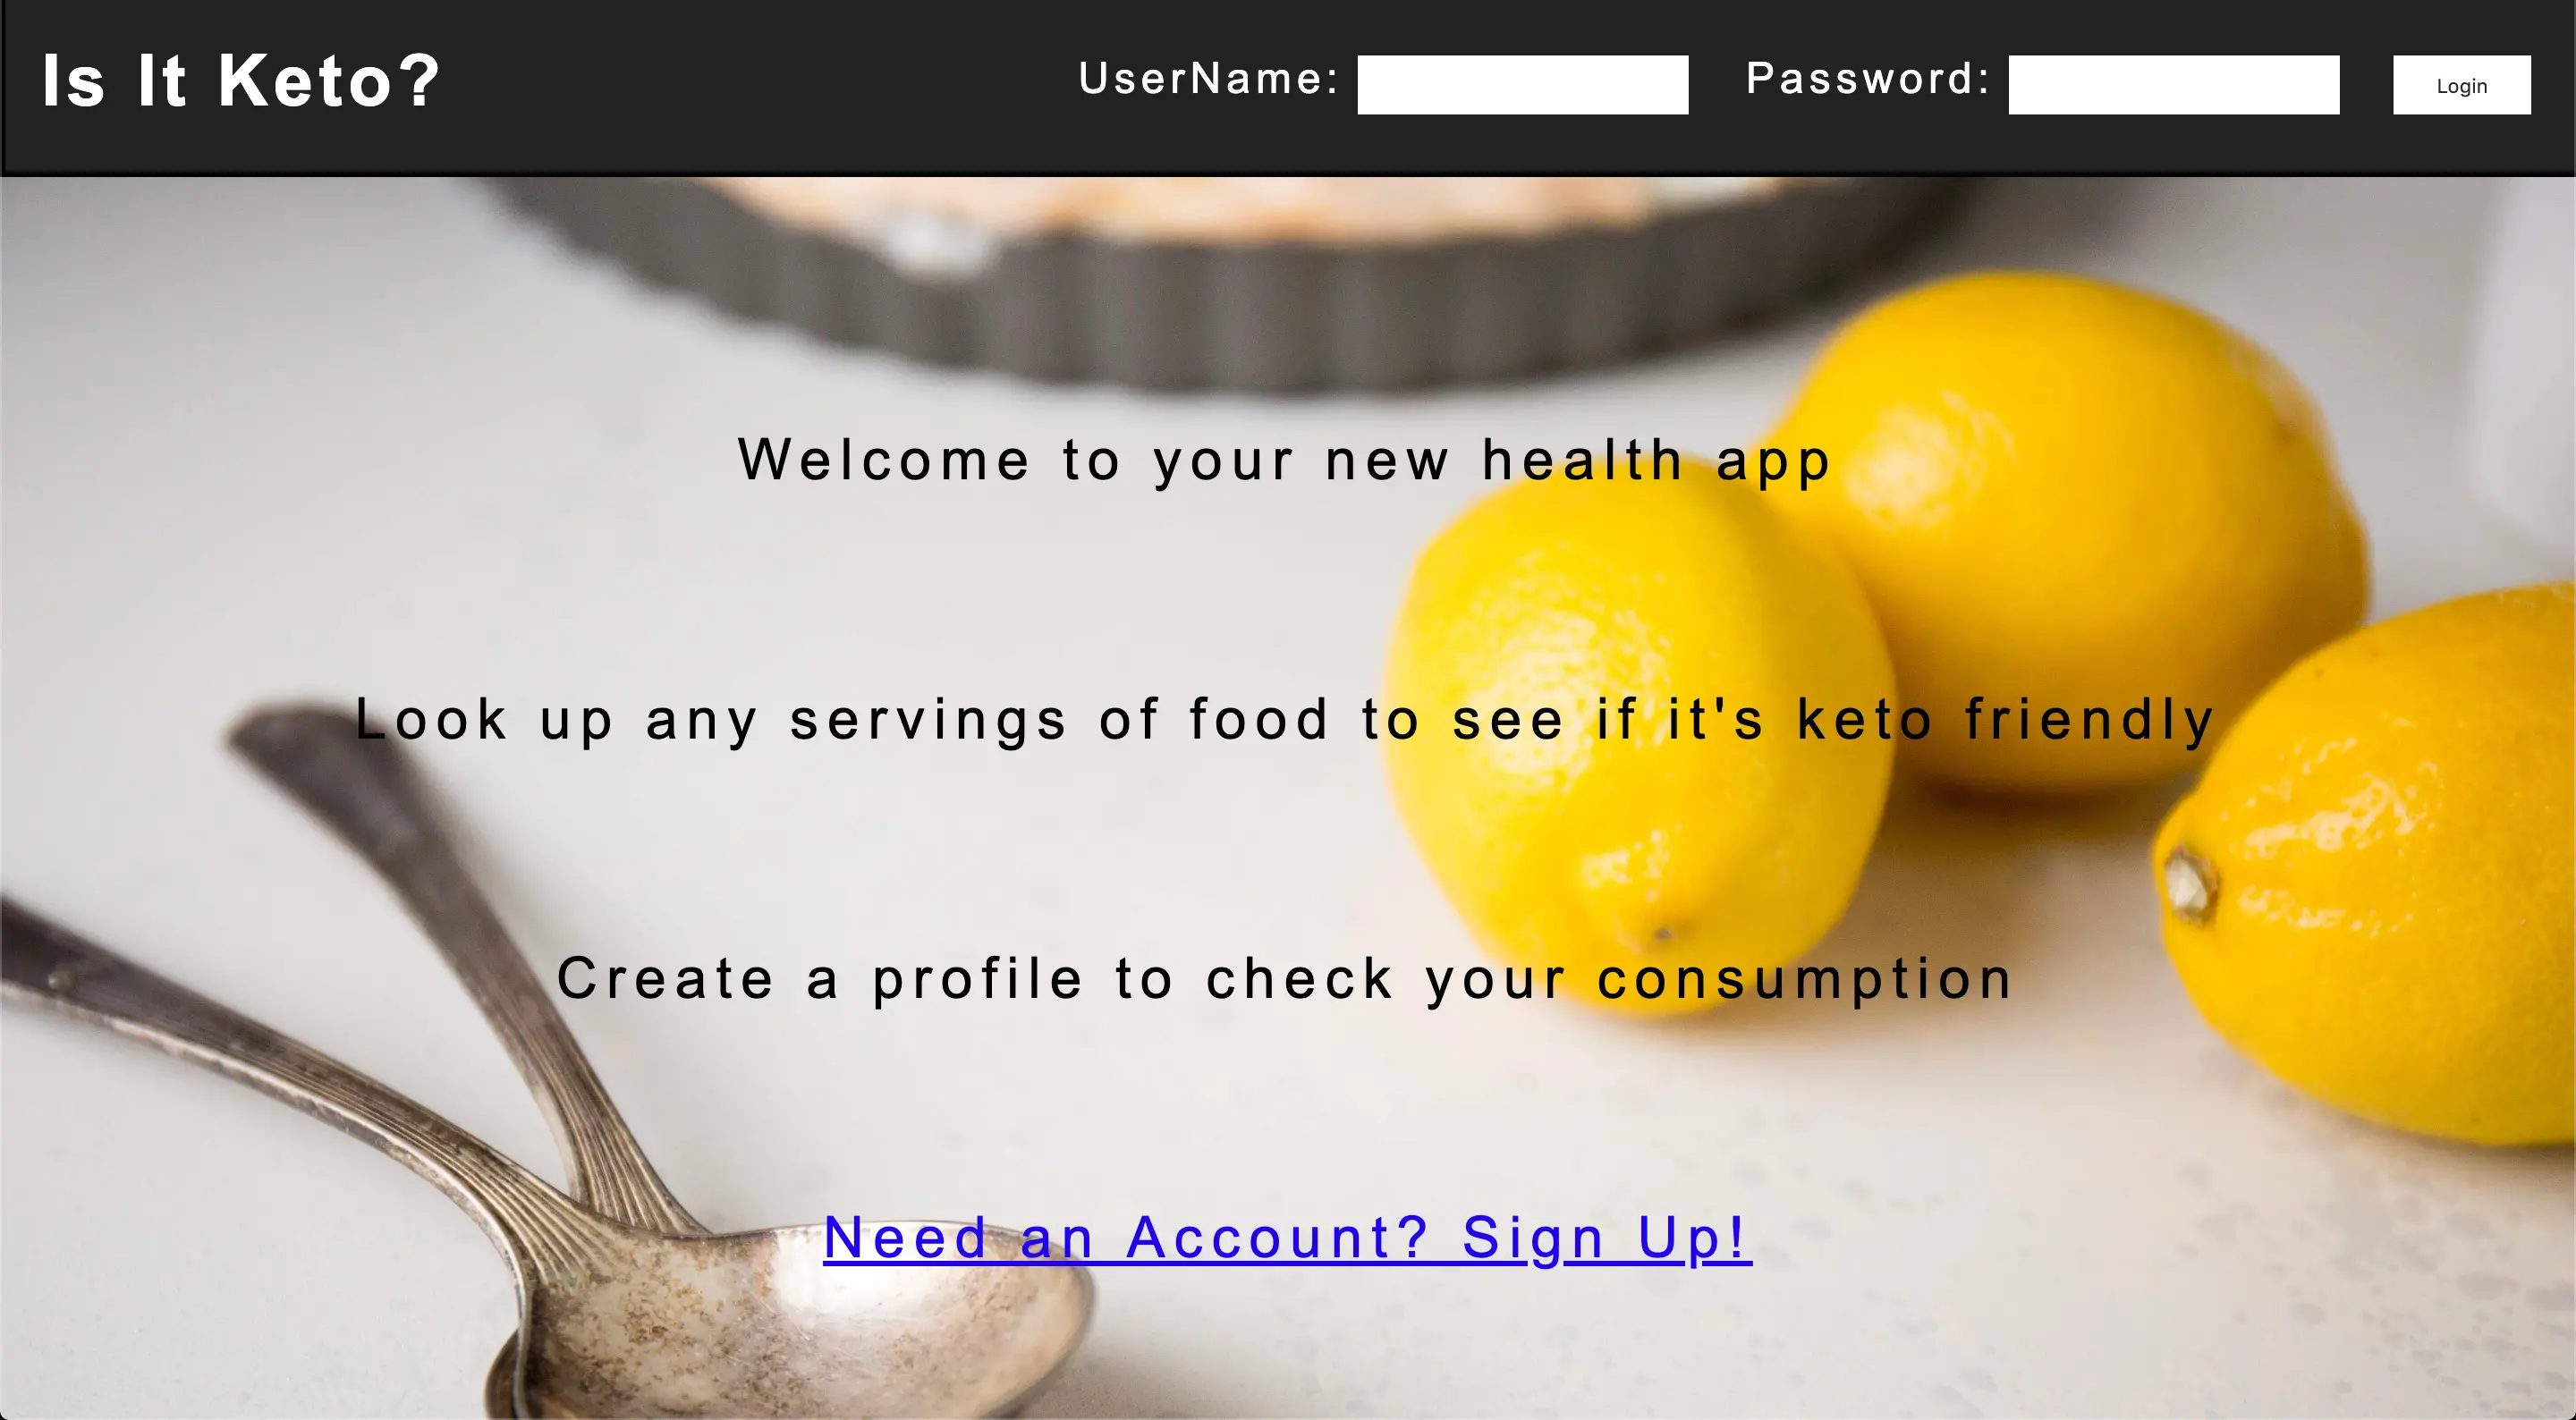 Is It Keto?
UserName:
Password:
Login
Welcome to your new health app
Look up any servings of food to see if it's keto friendly
Create a profile to check your consumption
Need an Account? Sign Up!